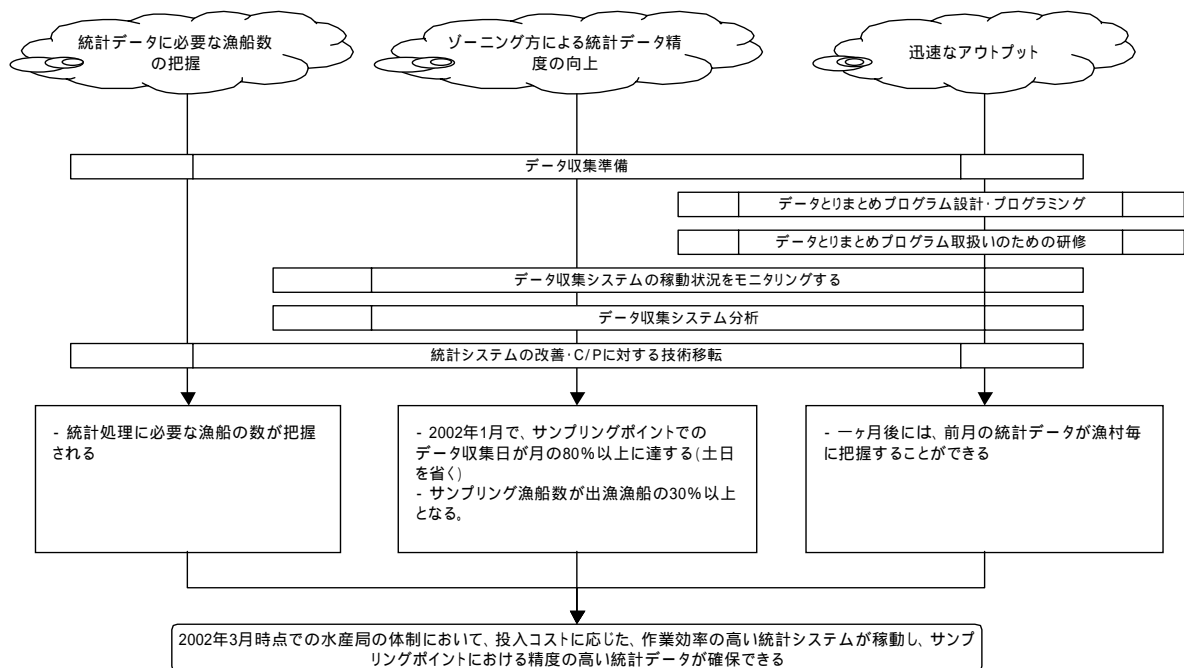 統計データに必要な漁船数
の把握
ゾーニング方による統計データ精
度の向上
迅速なアウトプット
データ収集準備
データとりまとめプログラム設計・プログラミング
データとりまとめプログラム取扱いのための研修
データ収集システムの稼動状況をモニタリングする
データ収集システム分析
統計システムの改善・C/Pに対する技術移転
- 統計処理に必要な漁船の数が把握
される
- 2002年1月で、サンプリングポイントでの
データ収集日が月の80%以上に達する(土日
を省く)
- サンプリング漁船数が出漁漁船の30%以上
となる。
- 一ヶ月後には、前月の統計データが漁村毎
に把握することができる
2002年3月時点での水産局の体制において、投入コストに応じた、作業効率の高い統計システムが稼動し、サンプ
リングポイントにおける精度の高い統計データが確保できる